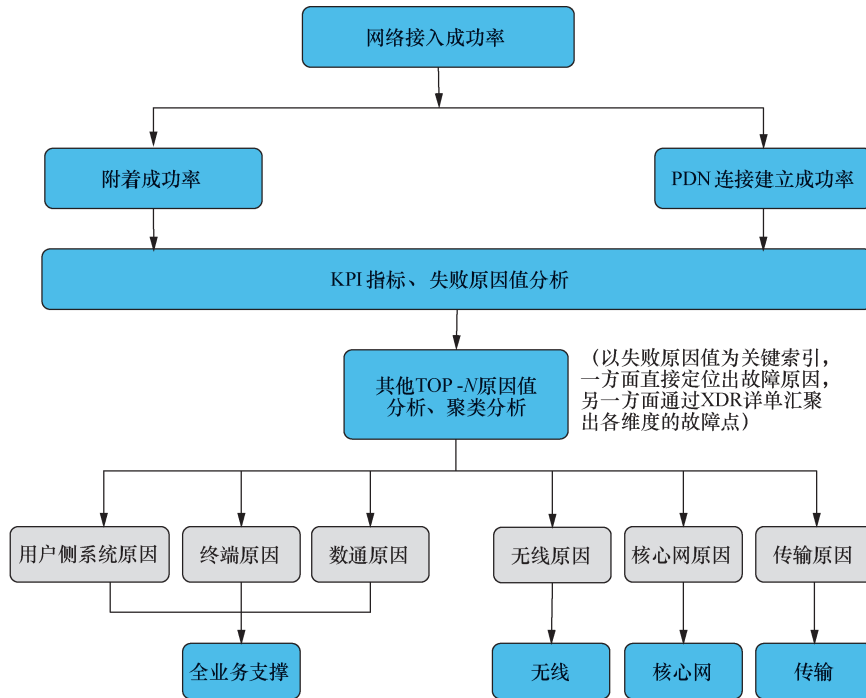 网络接入成功率
附着成功率
PDN 连接建立成功率
KPI 指标、失败原因值分析
其他TOP -N原因值
分析、聚类分析
（以失败原因值为关键索引，
一方面直接定位出故障原因，
另一方面通过XDR详单汇聚
出各维度的故障点）
用户侧系统原因
终端原因
数通原因
无线原因
核心网原因
传输原因
全业务支撑
无线
核心网
传输